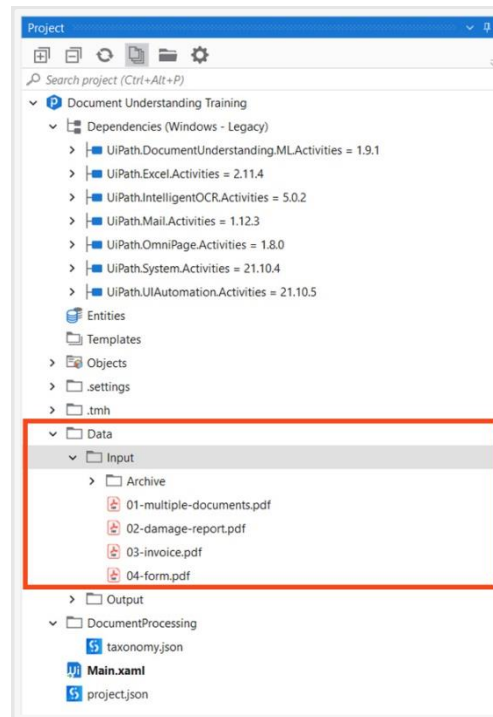 Project
Search project (Ctrl+Alt+P)
Document Understanding Training
Dependencies (Windows - Legacy)
UiPath.DocumentUnderstanding.ML.Activities = 1.9.1
UiPath.Excel.Activities = 2.11.4
UiPath.IntelligentOCR.Activities = 5.0.2
UiPath.Mail.Activities = 1.12.3
UiPath.OmniPage.Activities = 1.8.0
UiPath.System.Activities = 21.10.4
UiPath.UIAutomation.Activities = 21.10.5
Entities
Templates
Objects
.settings
.tmh
Data
Input
Archive
01-multiple-documents.pdf
02-damage-report.pdf
03-invoice.pdf
04-form.pdf
Output
DocumentProcessing
taxonomy.json
Main.xaml
project.json